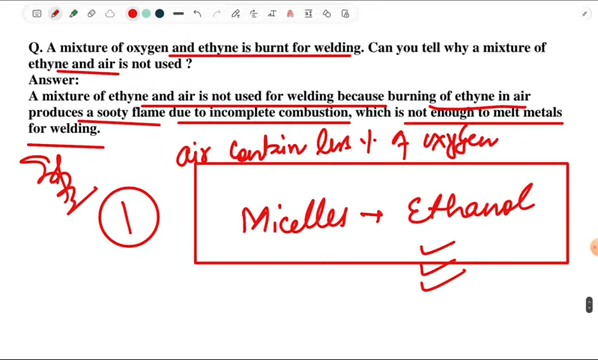 Q. A mixture of oxygen and ethyne is burnt for welding. Can you tell why a mixture of
ethyne and air is not used ?
Answer:
A mixture of ethyne and air is not used for welding because burning of ethyne in air
produces a sooty flame due to incomplete combustion, which is not enough to melt metals
for welding.
air contain less % of oxygen
1
Micelles → Ethanol